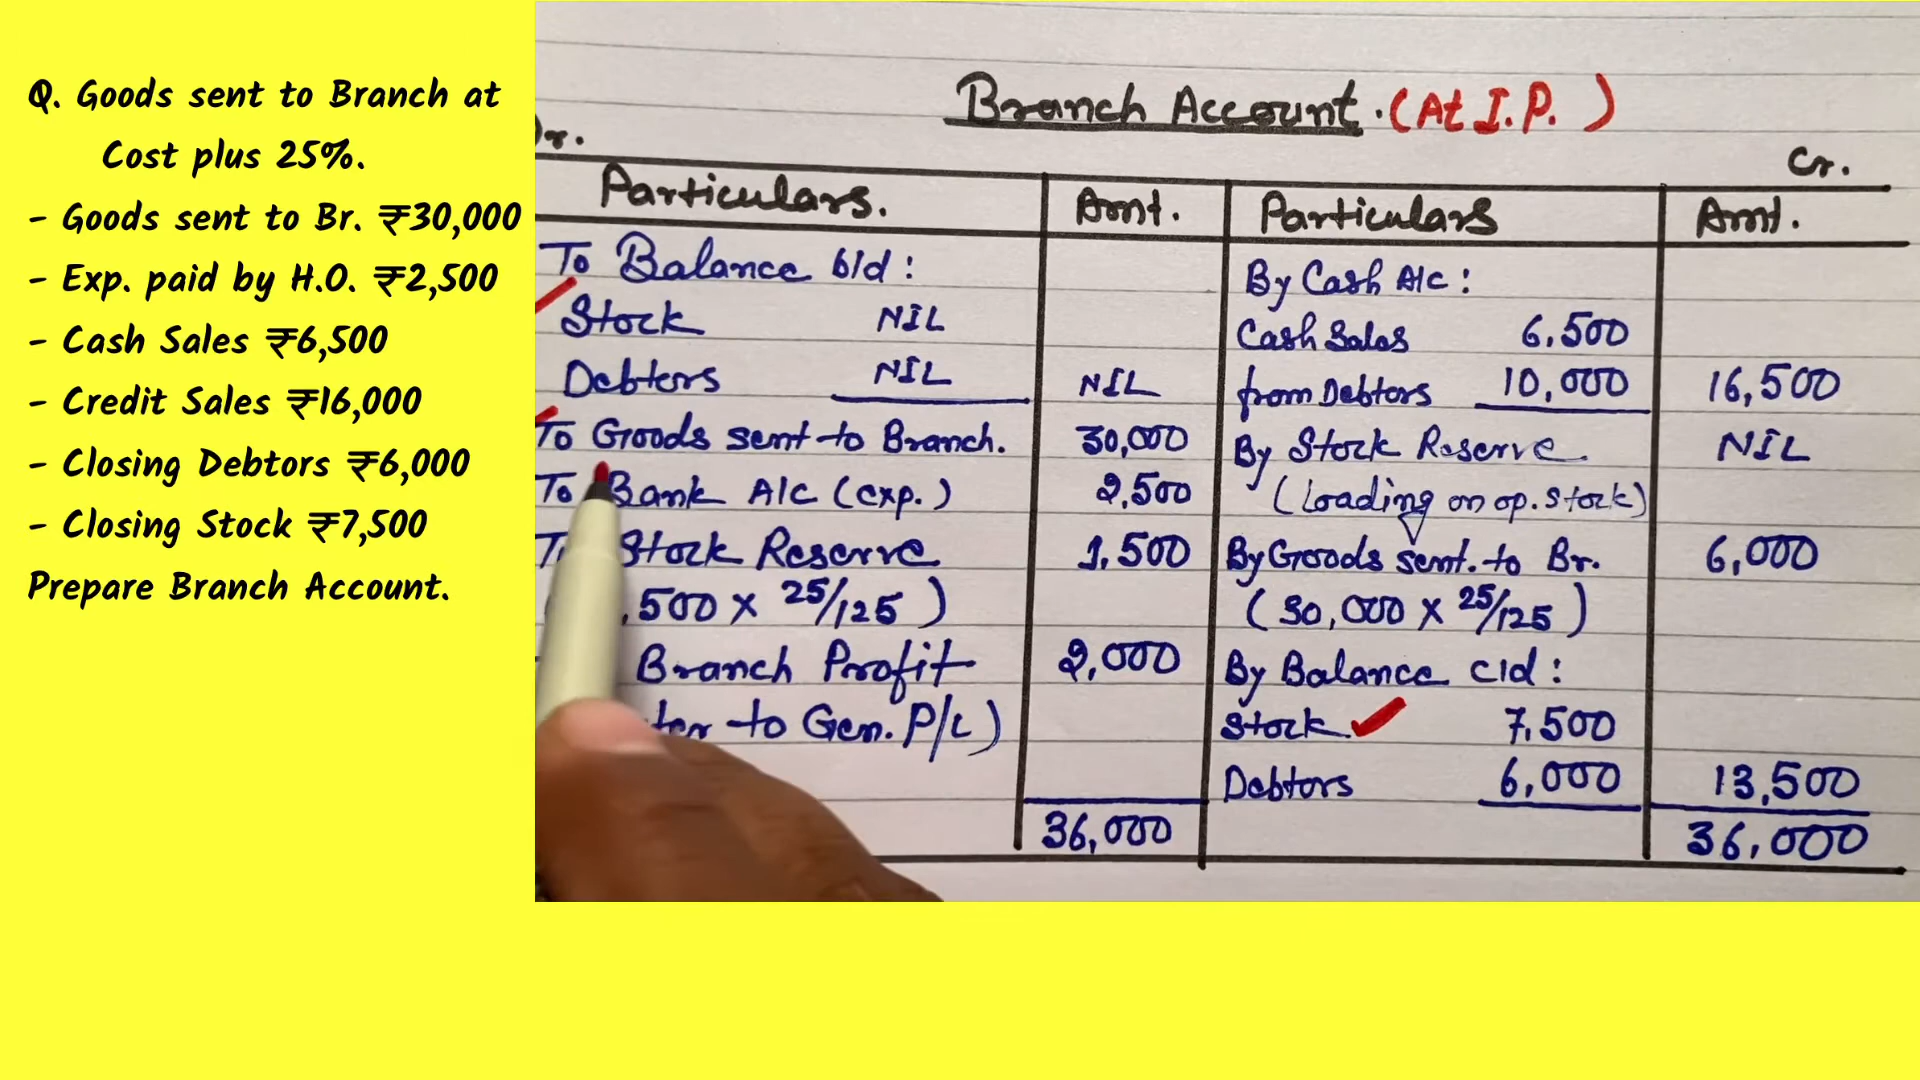 Q. Goods sent to Branch at
Cost plus 25%.
- Goods sent to Br. ₹30,000
- Exp. paid by H.O. ₹2,500
- Cash Sales ₹6,500
- Credit Sales ₹16,000
- Closing Debtors ₹6,000
- Closing Stock ₹7,500
Prepare Branch Account.
Branch Account. (At I.P.)
Dr. Cr.
Particulars. Amt. Particulars Amt.
To Balance b/d :
Stock NIL
Debtors NIL NIL
To Goods sent to Branch. 30,000
To Bank A/c (exp.) 2,500
Stock Reserve 1,500
,500 x 25/125 )
Branch Profit 2,000
to Gen. P/L )
36,000
By Cash A/c :
Cash Sales 6,500
from Debtors 10,000 16,500
By Stock Reserve NIL
(Loading on op. stock)
By Goods sent. to Br. 6,000
( 30,000 x 25/125 )
By Balance c/d :
Stock 7,500
Debtors 6,000 13,500
36,000